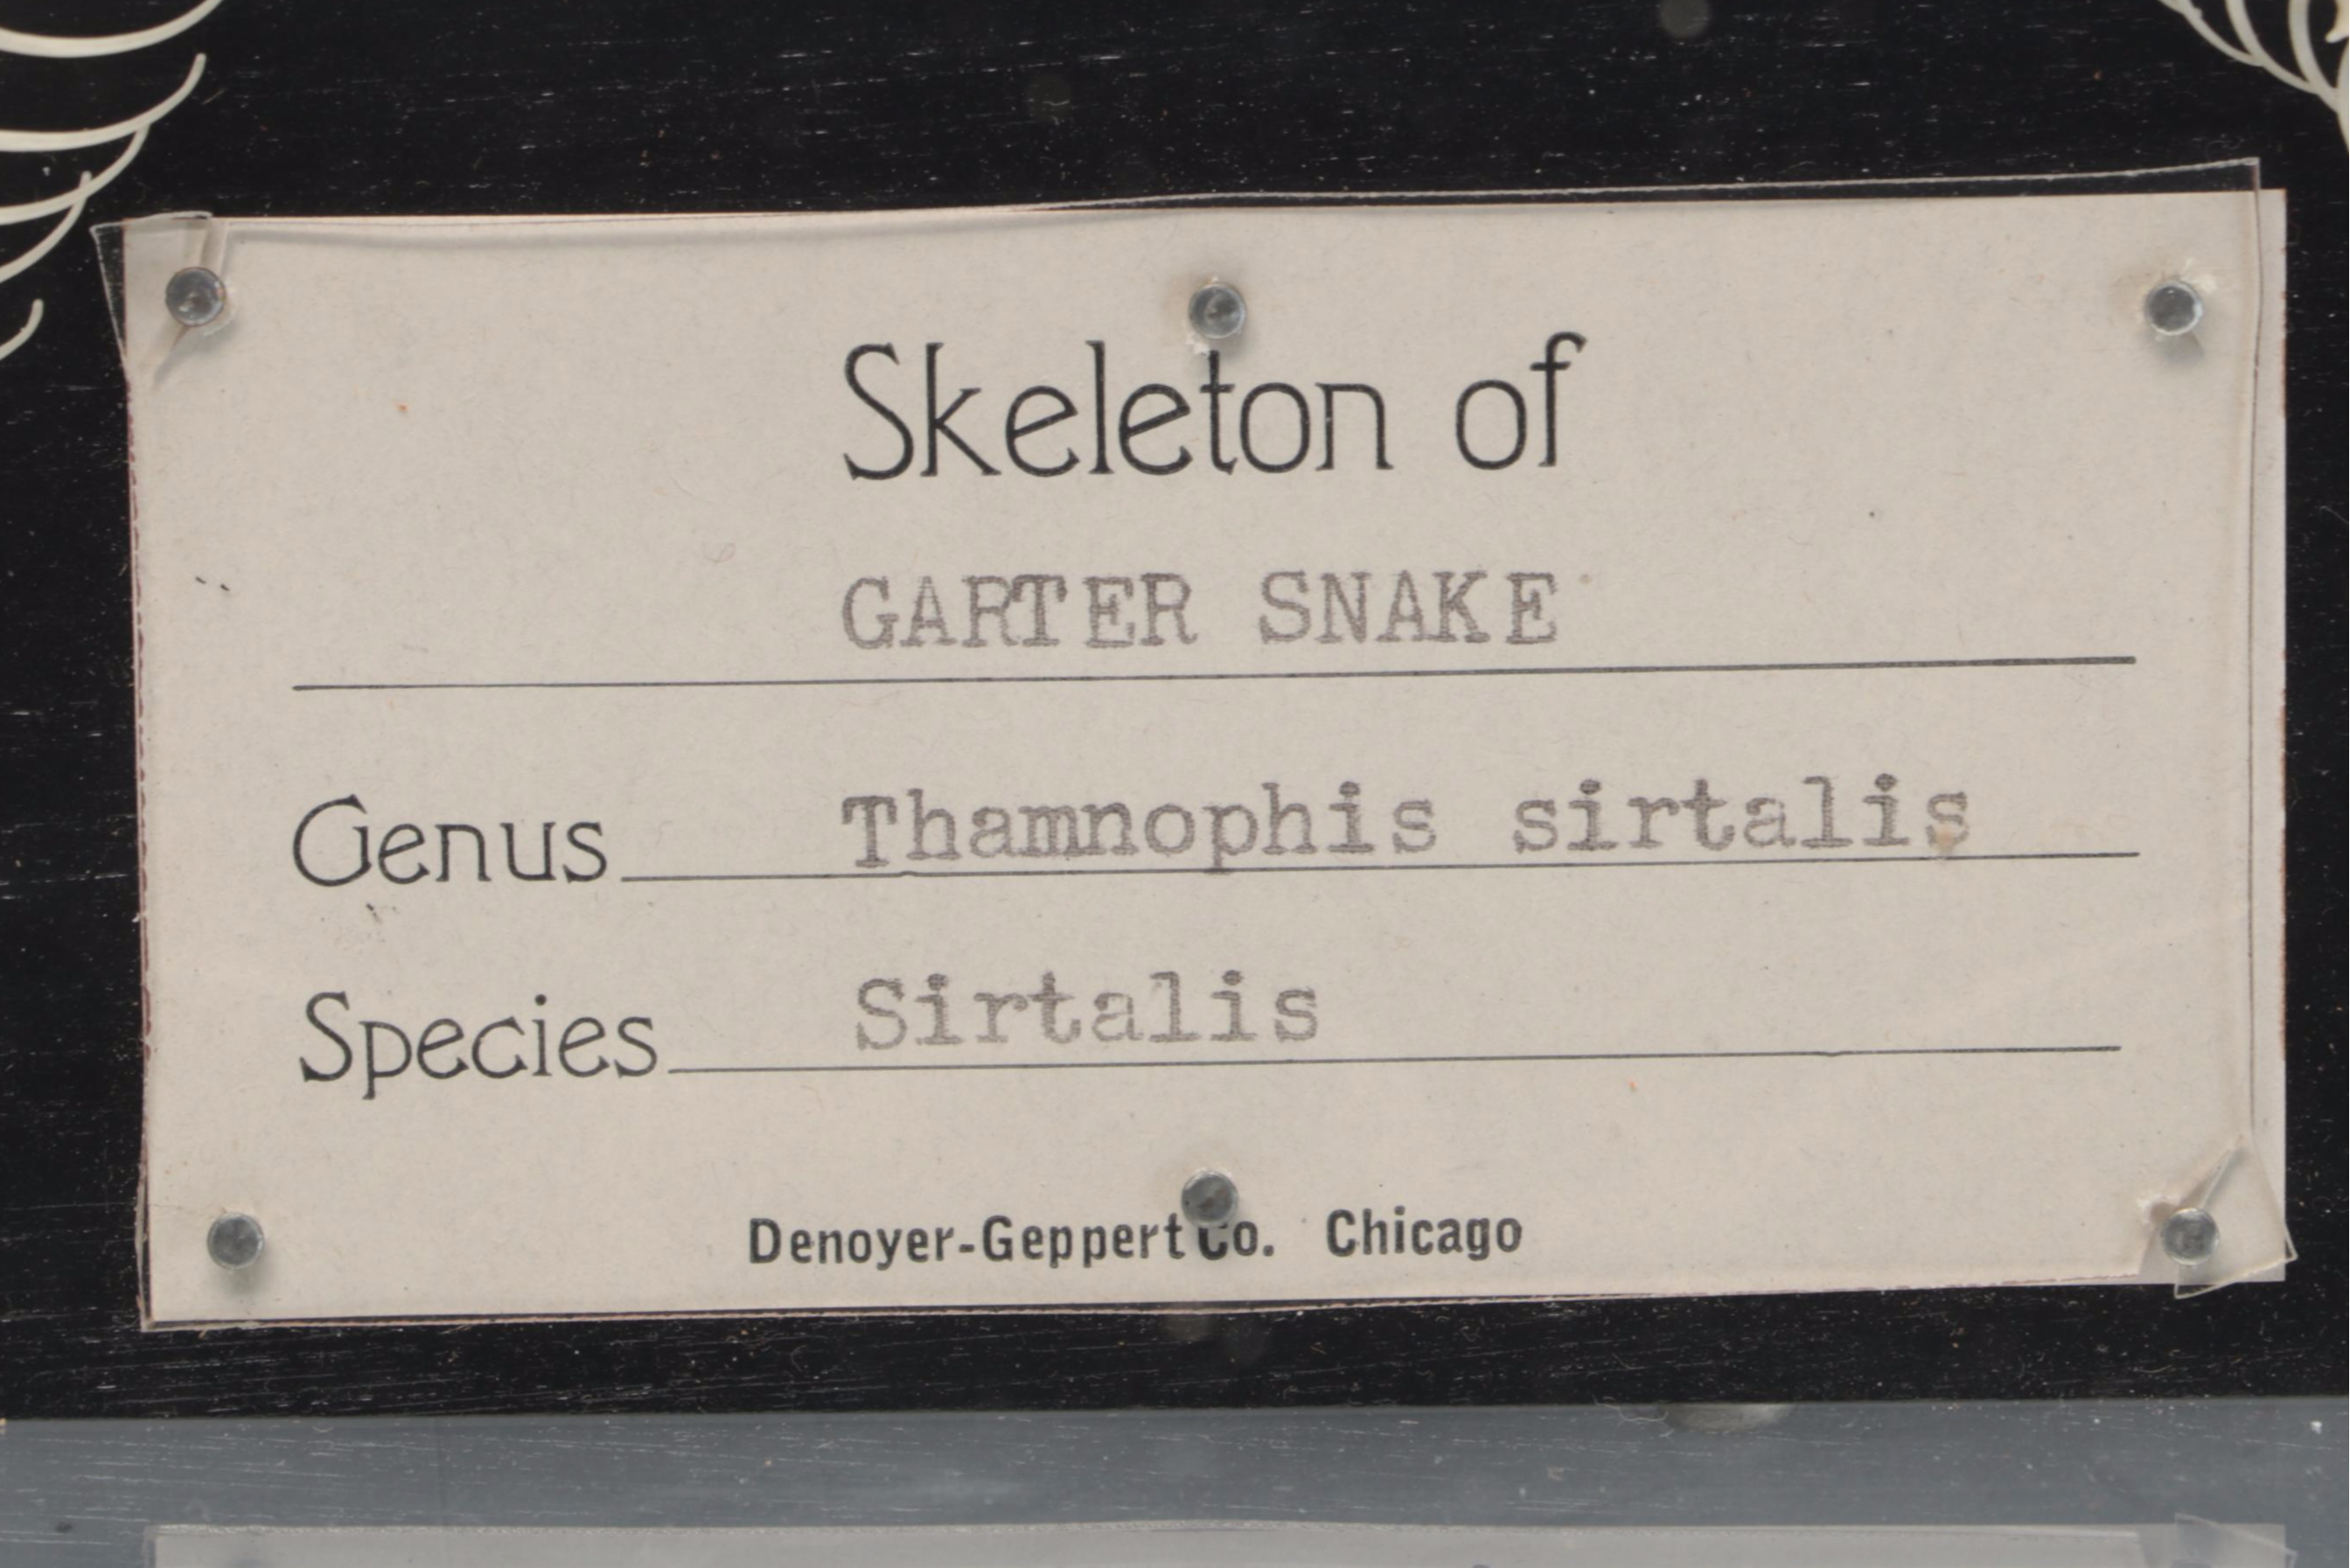 Skeleton of
GARTER SNAKE
Genus Thamnophis sirtalis
Species Sirtalis
Denoyer-Geppert Co. Chicago